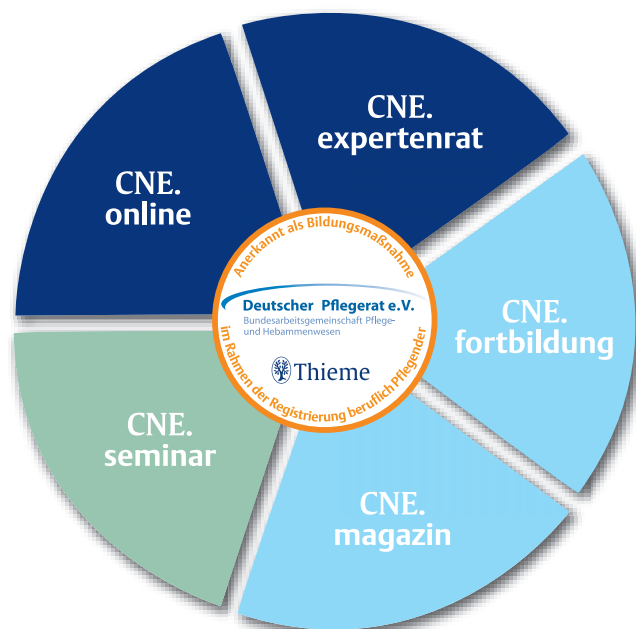 CNE.
expertenrat
CNE.
online
CNE.
fortbildung
CNE.
seminar
CNE.
magazin
Anerkannt als Bildungsmaßnahme
Deutscher Pflegerat e.V.
Bundesarbeitsgemeinschaft Pflege-
und Hebammenwesen
Thieme
im Rahmen der Registrierung beruflich Pflegender